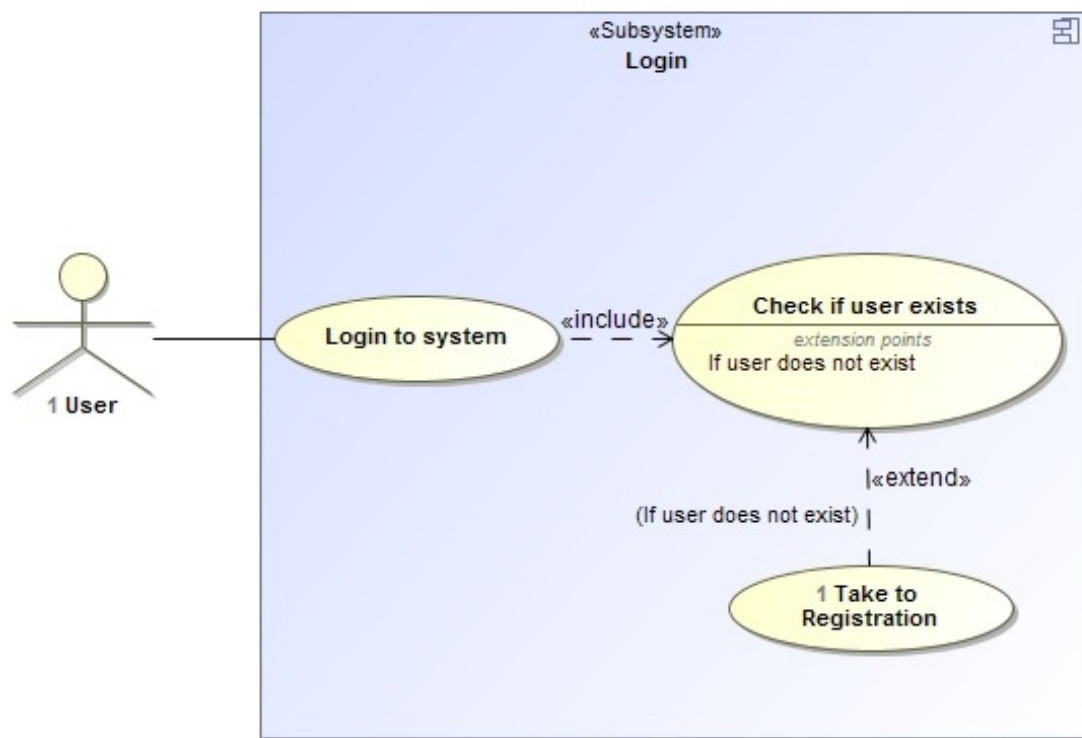 «Subsystem»
Login
Login to system
«include»
Check if user exists
extension points
If user does not exist
1 User
«extend»
(If user does not exist)
1 Take to
Registration